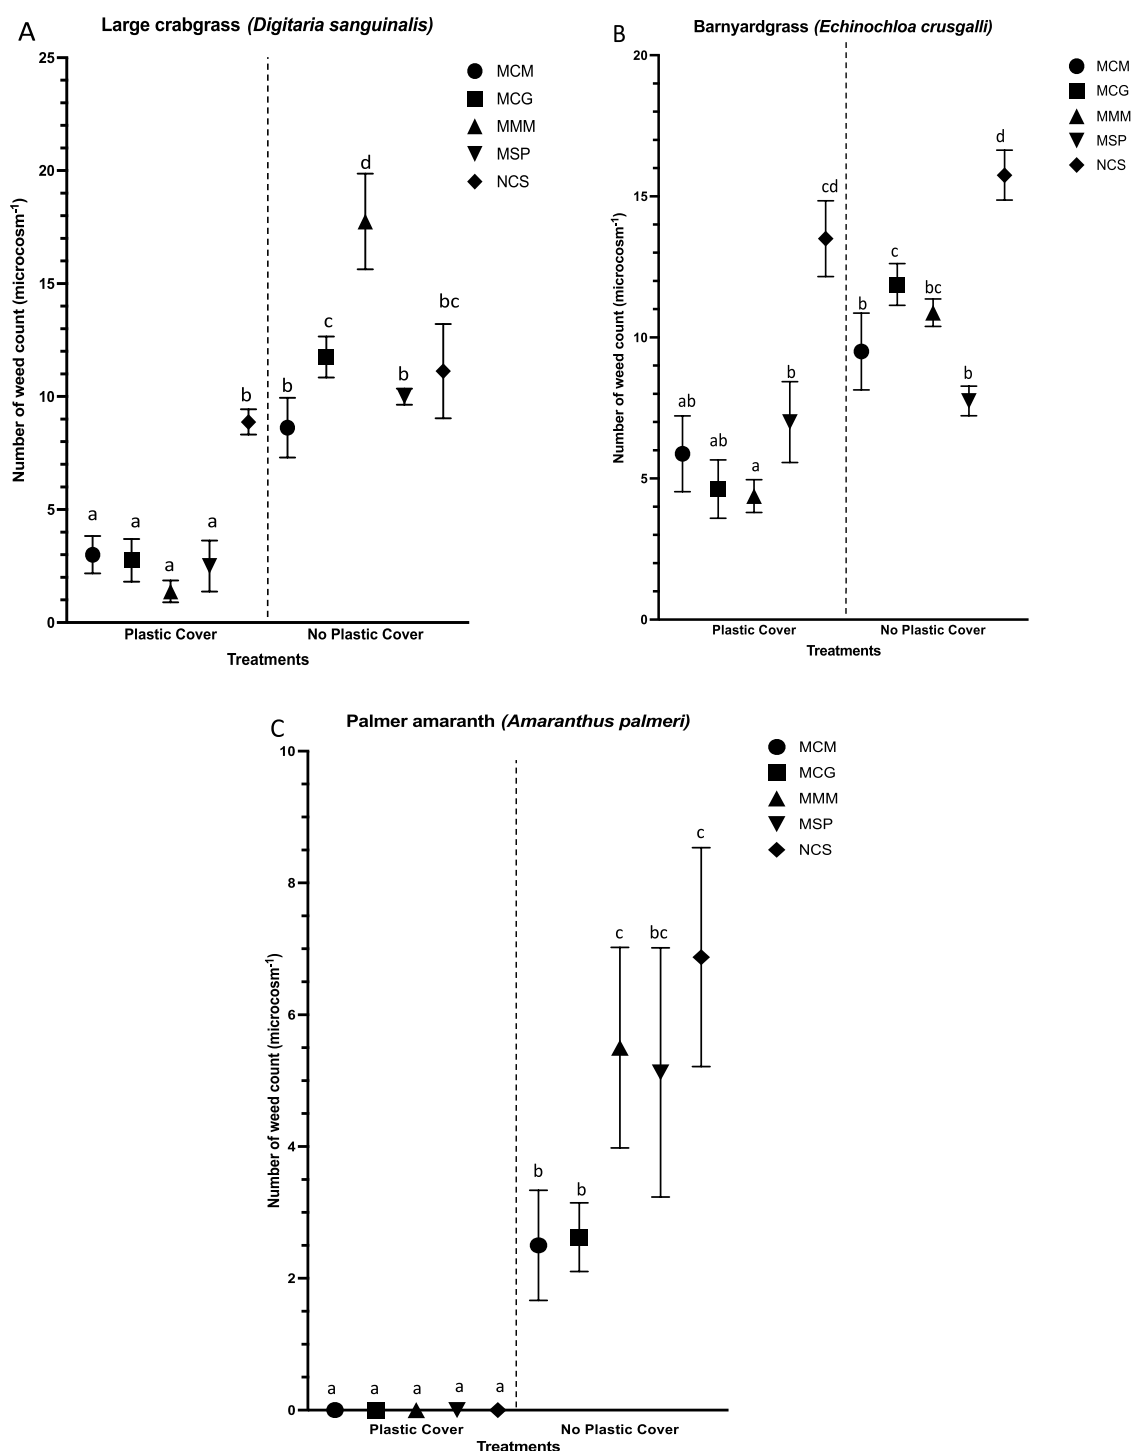 A
Large crabgrass (Digitaria sanguinalis)
Number of weed count (microcosm-1)
25
20
15
10
5
0
a
a
a
a
b
b
c
d
b
bc
MCM
MCG
MMM
MSP
NCS
Plastic Cover
No Plastic Cover
Treatments
B
Barnyardgrass (Echinochloa crusgalli)
Number of weed count (microcosm-1)
20
15
10
5
0
ab
ab
a
b
cd
b
c
bc
b
d
MCM
MCG
MMM
MSP
NCS
Plastic Cover
No Plastic Cover
Treatments
C
Palmer amaranth (Amaranthus palmeri)
Number of weed count (microcosm-1)
10
8
6
4
2
0
a
a
a
a
a
b
b
c
bc
c
MCM
MCG
MMM
MSP
NCS
Plastic Cover
No Plastic Cover
Treatments